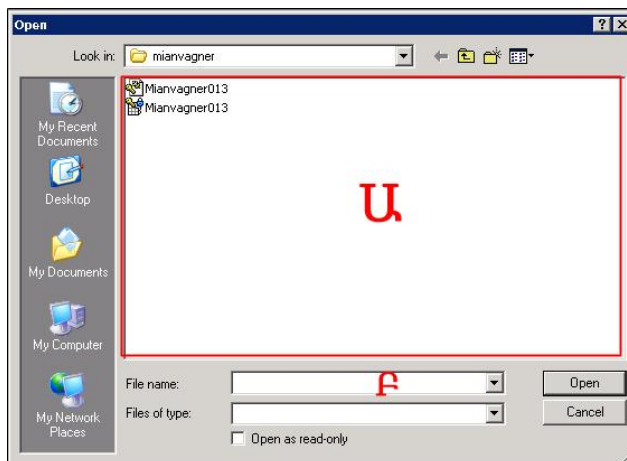 Open
Look in: mianvagner
Mianvagner013
Mianvagner013
Ա
My Recent
Documents
Desktop
My Documents
My Computer
My Network
Places
File name: Բ Open
Files of type: Cancel
Open as read-only